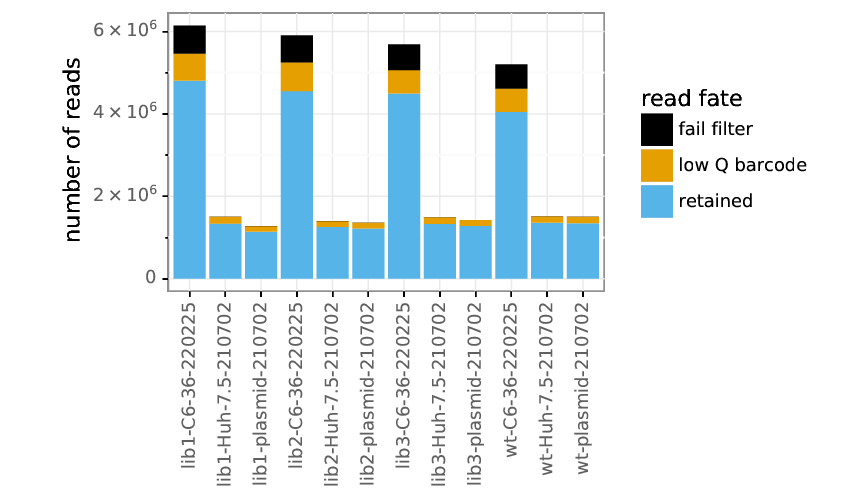 number of reads
6 × 10⁶
4 × 10⁶
2 × 10⁶
0
lib1-C6-36-220225
lib1-Huh-7.5-210702
lib1-plasmid-210702
lib2-C6-36-220225
lib2-Huh-7.5-210702
lib2-plasmid-210702
lib3-C6-36-220225
lib3-Huh-7.5-210702
lib3-plasmid-210702
wt-C6-36-220225
wt-Huh-7.5-210702
wt-plasmid-210702
read fate
fail filter
low Q barcode
retained